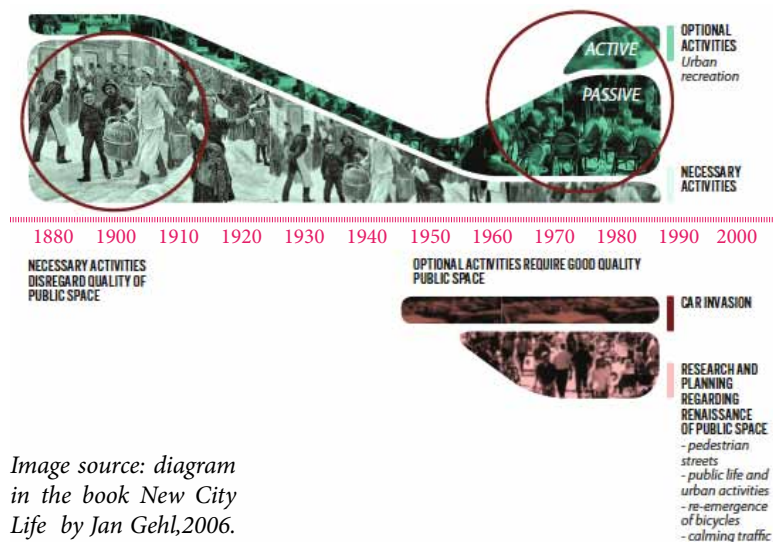 ACTIVE
PASSIVE
OPTIONAL
ACTIVITIES
Urban
recreation
NECESSARY
ACTIVITIES
1880 1900 1910 1920 1930 1940 1950 1960 1970 1980 1990 2000
NECESSARY ACTIVITIES
DISREGARD QUALITY OF
PUBLIC SPACE
OPTIONAL ACTIVITIES REQUIRE GOOD QUALITY
PUBLIC SPACE
CAR INVASION
RESEARCH AND
PLANNING
REGARDING
RENAISSANCE
OF PUBLIC SPACE
- pedestrian
streets
- public life and
urban activities
- re-emergence
of bicycles
- calming traffic
Image source: diagram
in the book New City
Life by Jan Gehl,2006.